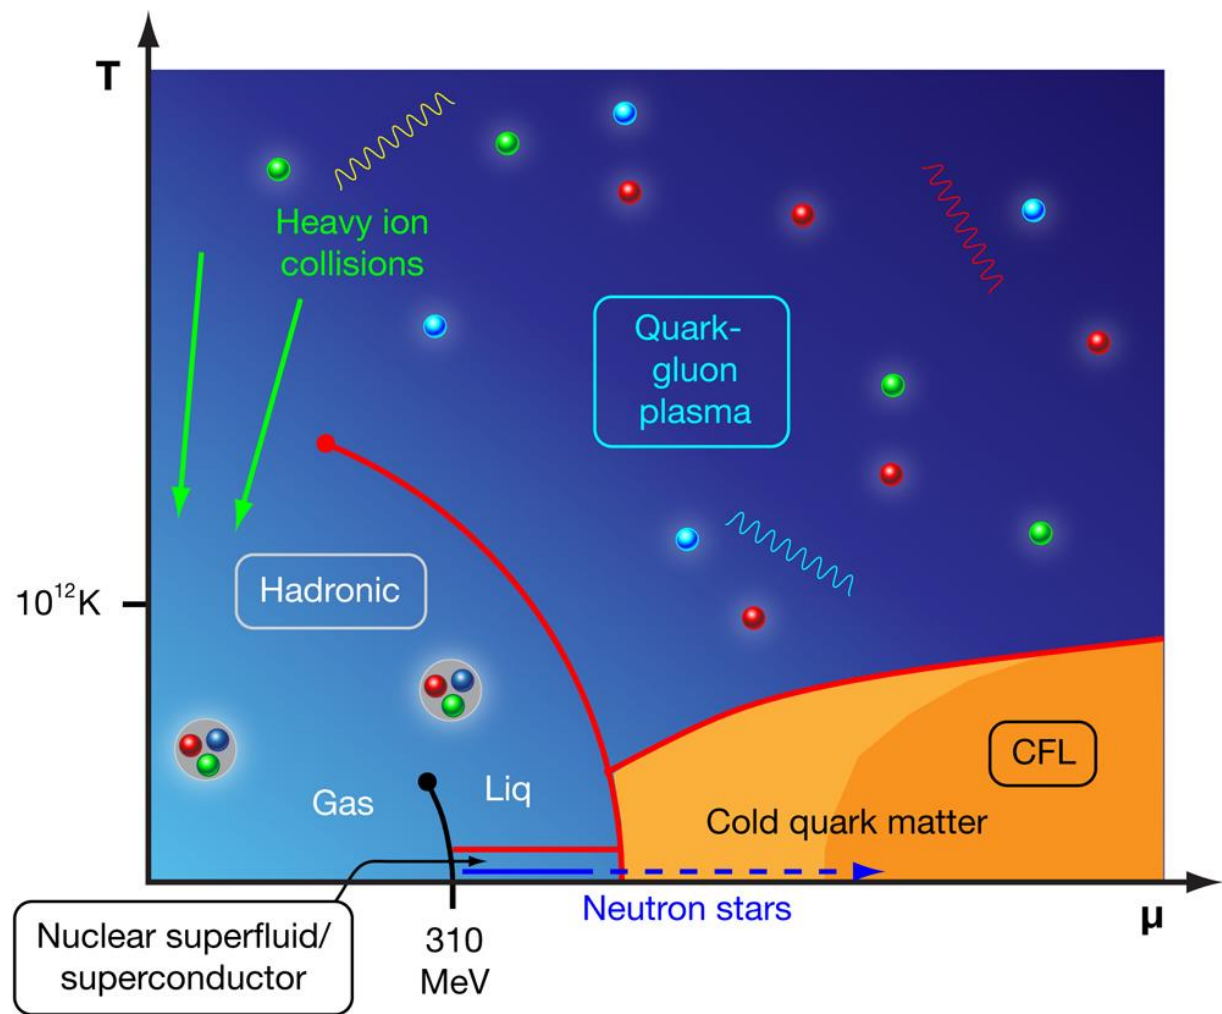 T
Heavy ion
collisions
Quark-
gluon
plasma
10¹²K
Hadronic
Gas
Liq
CFL
Cold quark matter
Neutron stars
μ
Nuclear superfluid/
superconductor
310
MeV